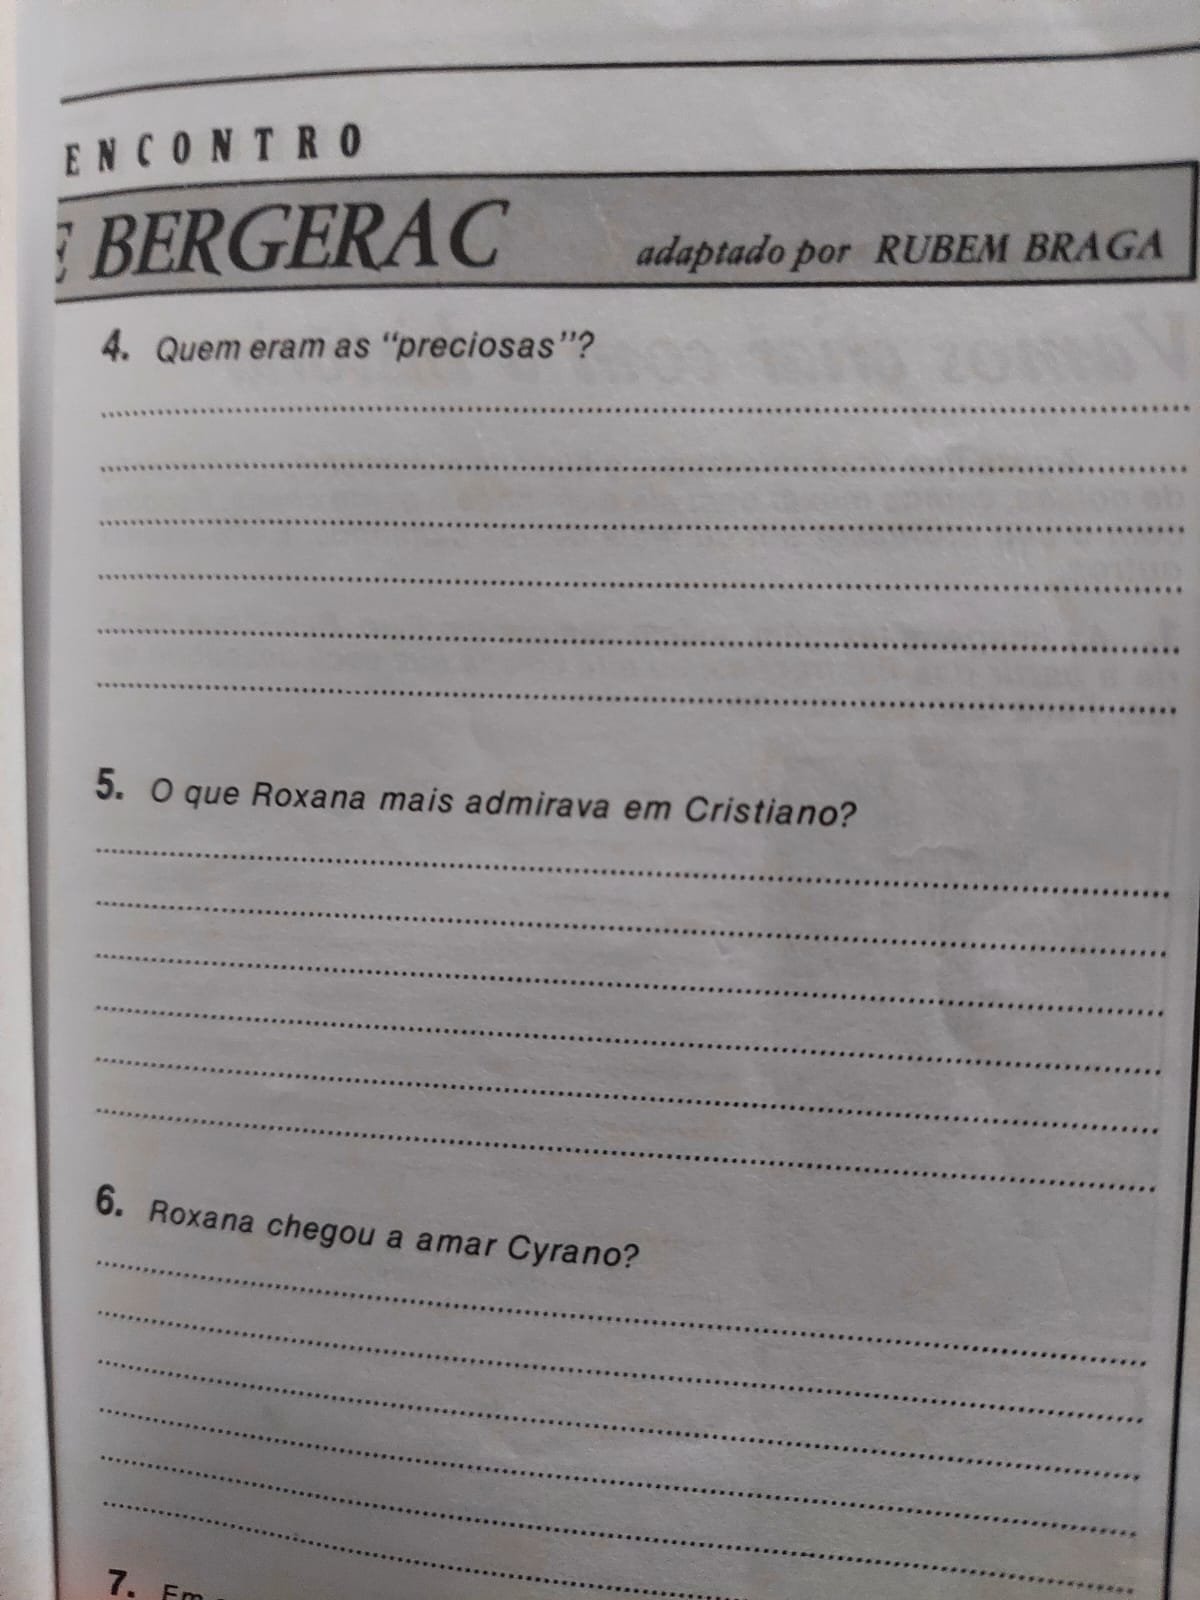 ENCONTRO
E BERGERAC adaptado por RUBEM BRAGA
4. Quem eram as "preciosas"?
5. O que Roxana mais admirava em Cristiano?
6. Roxana chegou a amar Cyrano?
7. Em